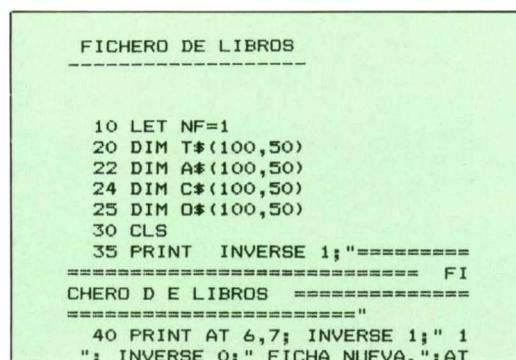 FICHERO DE LIBROS
--------------------
10 LET NF=1
20 DIM T$(100,50)
22 DIM A$(100,50)
24 DIM C$(100,50)
25 DIM O$(100,50)
30 CLS
35 PRINT  INVERSE 1;"=========
============================= FI
CHERO D E LIBROS ==============
========================"
40 PRINT AT 6,7; INVERSE 1;" 1
"; INVERSE 0;" FICHA NUEVA.";AT